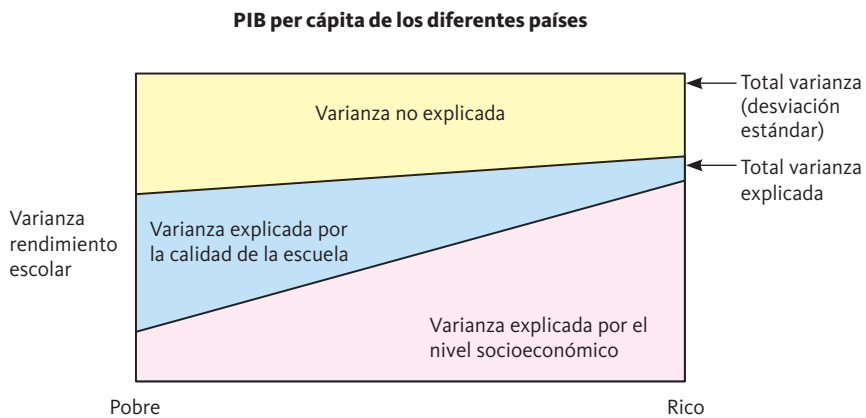 PIB per cápita de los diferentes países
Total varianza
(desviación
estándar)
Varianza no explicada
Total varianza
explicada
Varianza
rendimiento
escolar
Varianza explicada por
la calidad de la escuela
Varianza explicada por el
nivel socioeconómico
Pobre
Rico